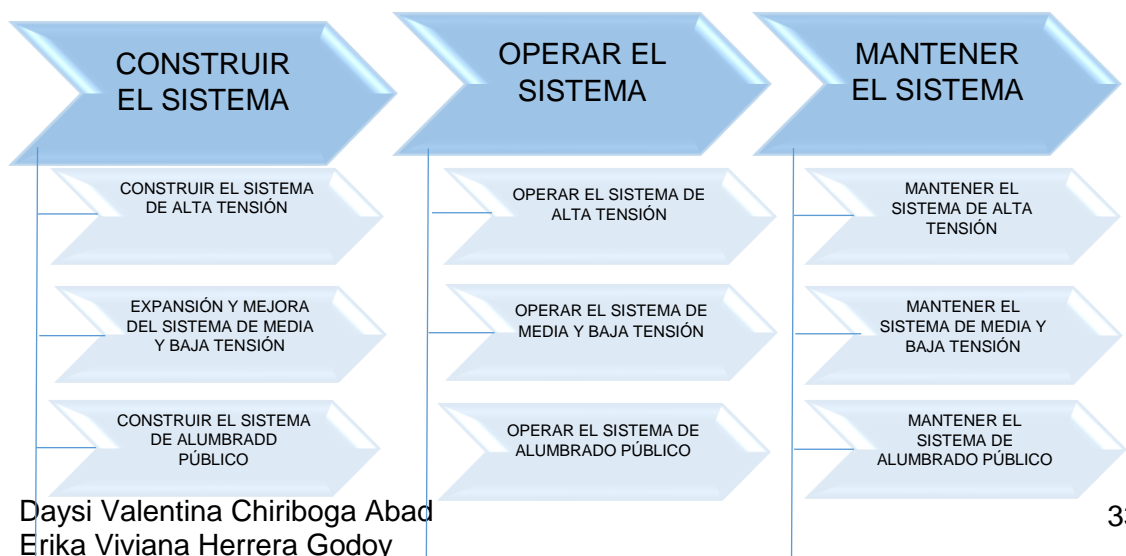 CONSTRUIR
EL SISTEMA
OPERAR EL
SISTEMA
MANTENER
EL SISTEMA
CONSTRUIR EL SISTEMA
DE ALTA TENSIÓN
EXPANSIÓN Y MEJORA
DEL SISTEMA DE MEDIA
Y BAJA TENSIÓN
CONSTRUIR EL SISTEMA
DE ALUMBRADD
PÚBLICO
OPERAR EL SISTEMA DE
ALTA TENSIÓN
OPERAR EL SISTEMA DE
MEDIA Y BAJA TENSIÓN
OPERAR EL SISTEMA DE
ALUMBRADO PÚBLICO
MANTENER EL
SISTEMA DE ALTA
TENSIÓN
MANTENER EL
SISTEMA DE MEDIA Y
BAJA TENSIÓN
MANTENER EL
SISTEMA DE
ALUMBRADO PÚBLICO
Daysi Valentina Chiriboga Abad
Erika Viviana Herrera Godoy
33